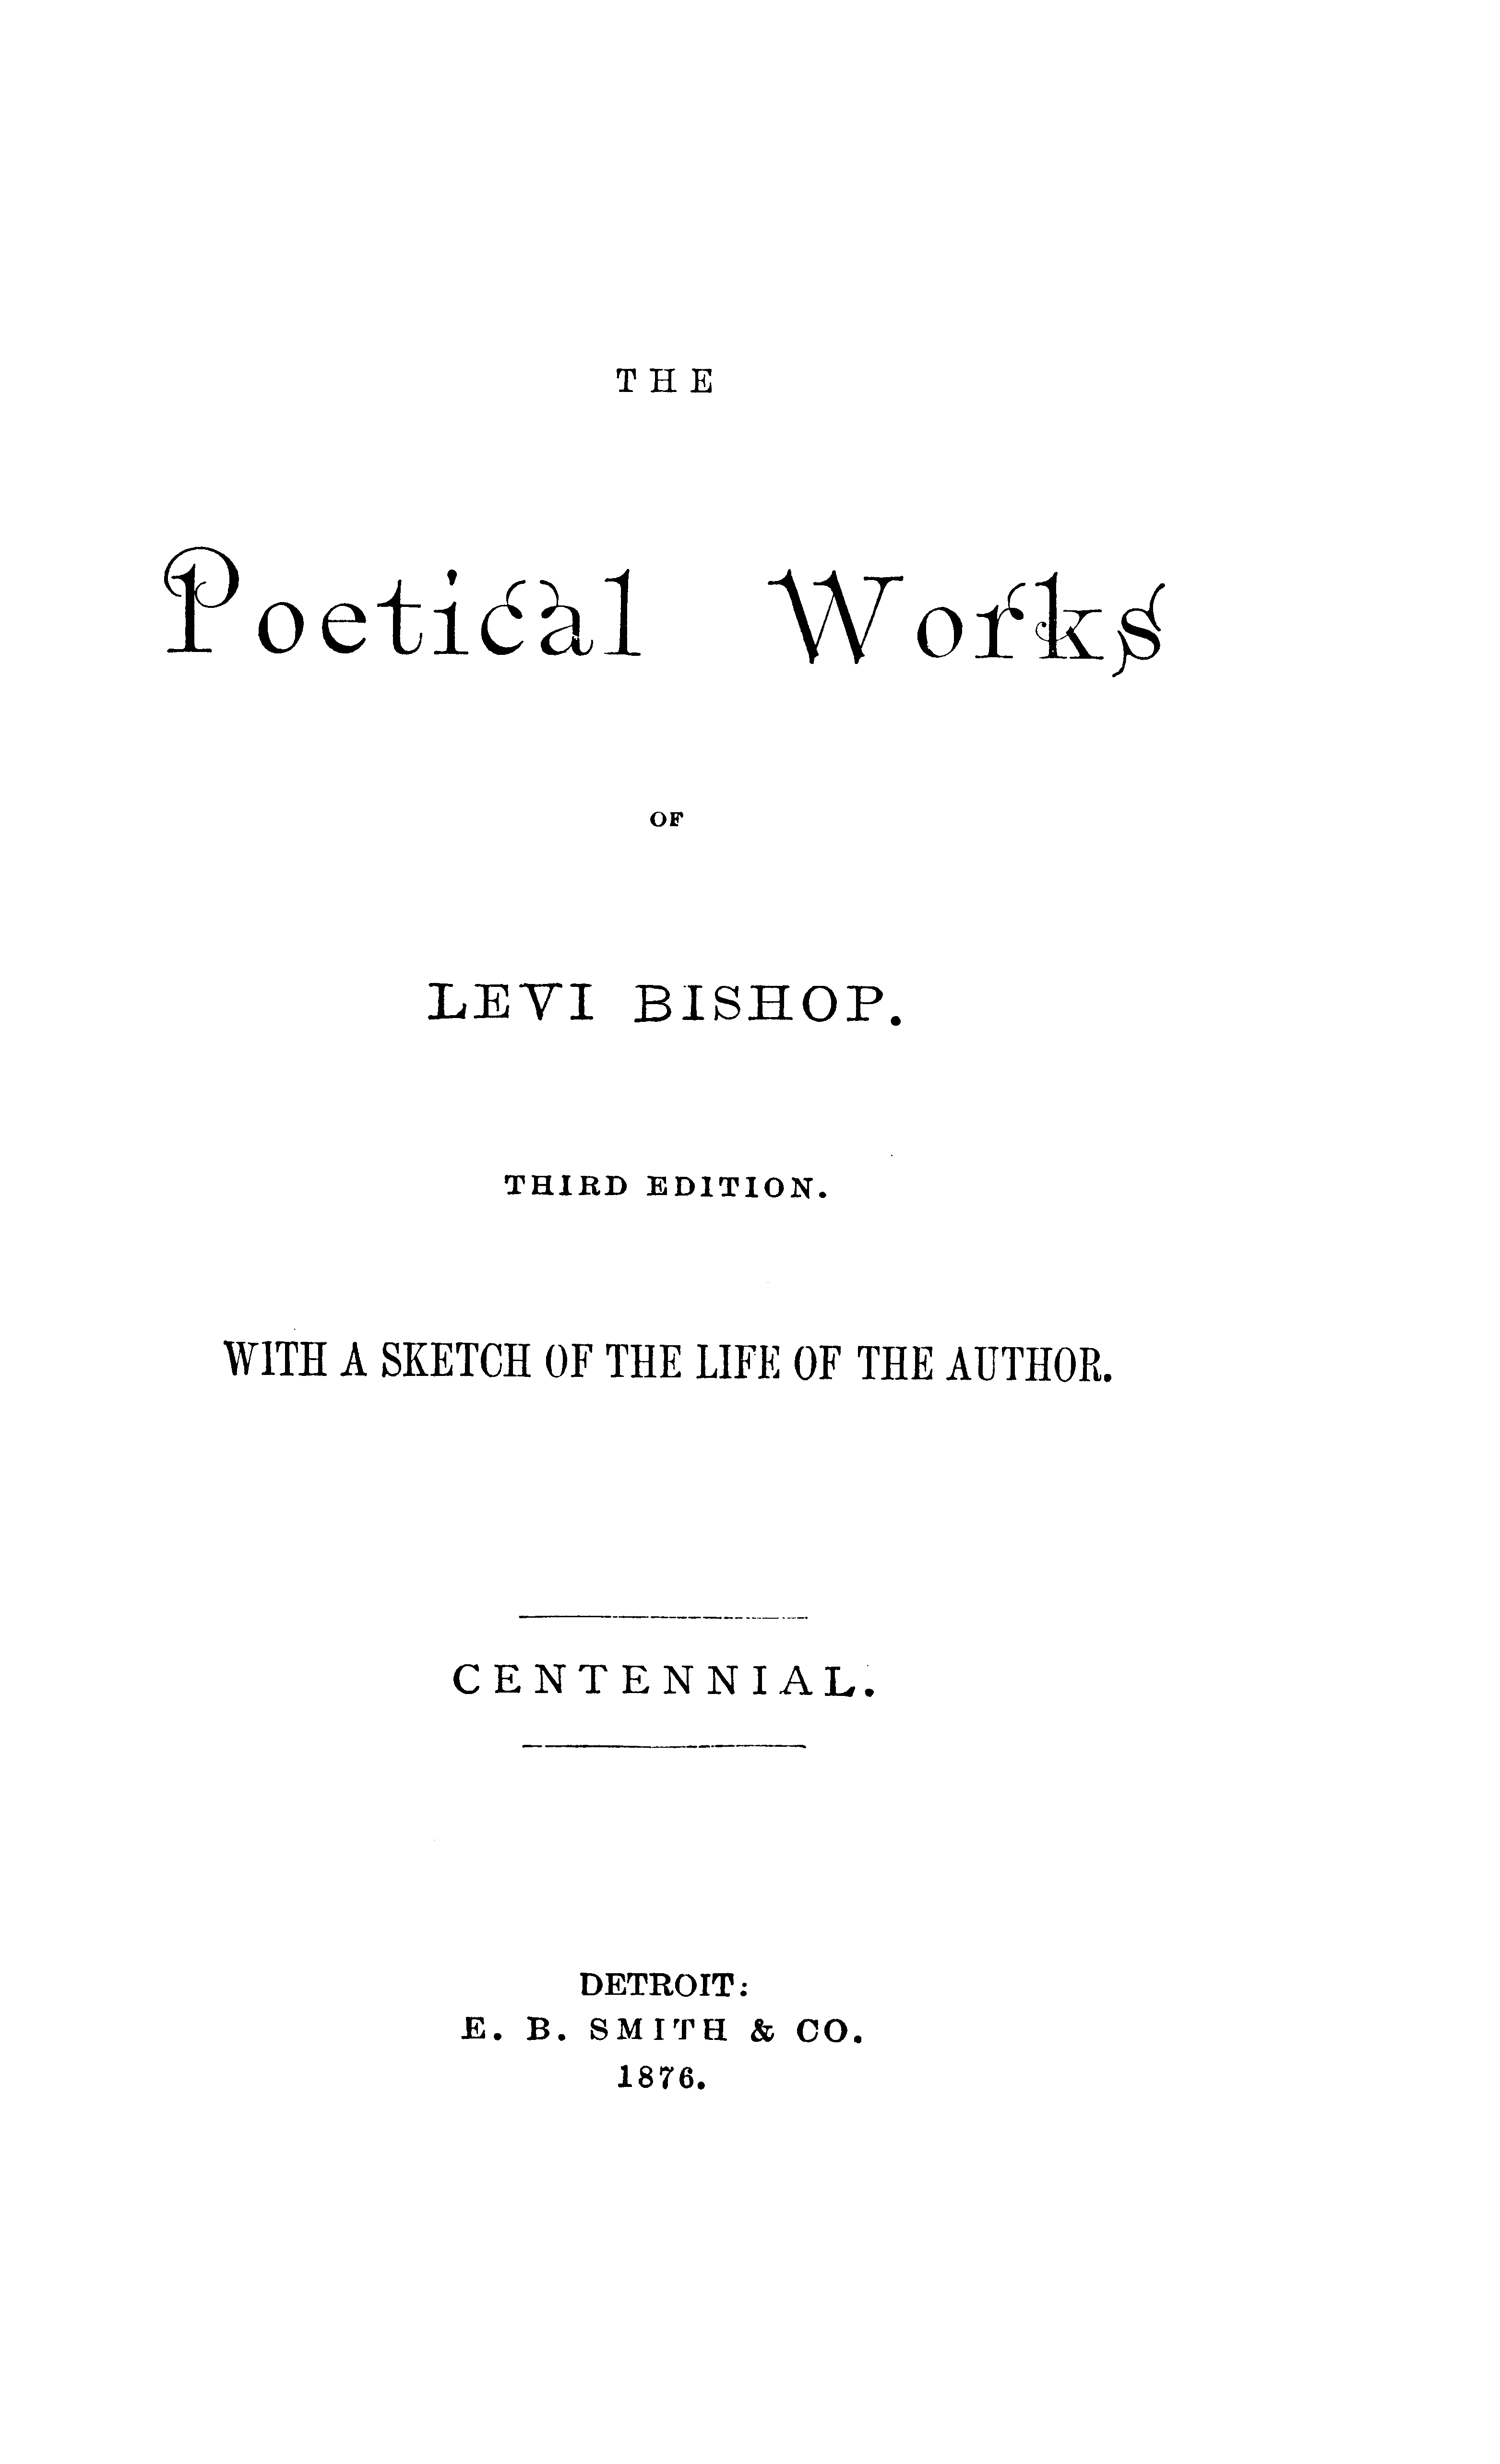 THE
Poetical Works
OF
LEVI BISHOP.
THIRD EDITION.
WITH A SKETCH OF THE LIFE OF THE AUTHOR.
CENTENNIAL.
DETROIT:
E. B. SMITH & CO.
1876.